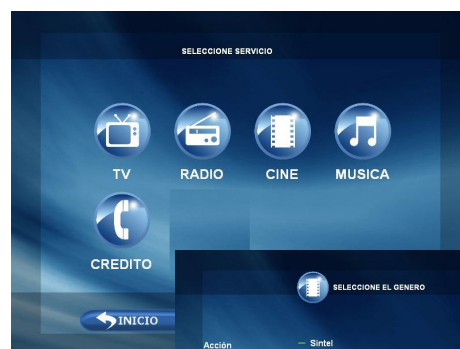 SELECCIONE SERVICIO
TV
RADIO
CINE
MUSICA
CREDITO
INICIO
SELECCIONE EL GENERO
Acción
Sintel